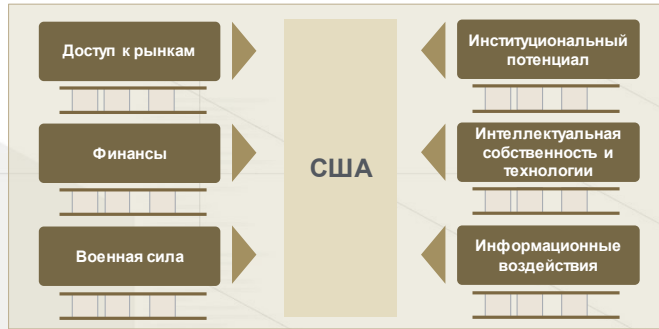 Доступ к рынкам
Финансы
Военная сила
США
Институциональный
потенциал
Интеллектуальная
собственность и
технологии
Информационные
воздействия